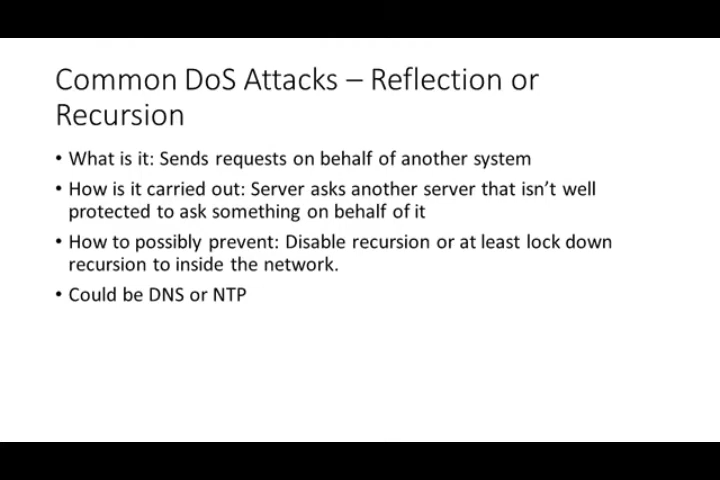 Common DoS Attacks – Reflection or
Recursion
• What is it: Sends requests on behalf of another system
• How is it carried out: Server asks another server that isn’t well
protected to ask something on behalf of it
• How to possibly prevent: Disable recursion or at least lock down
recursion to inside the network.
• Could be DNS or NTP